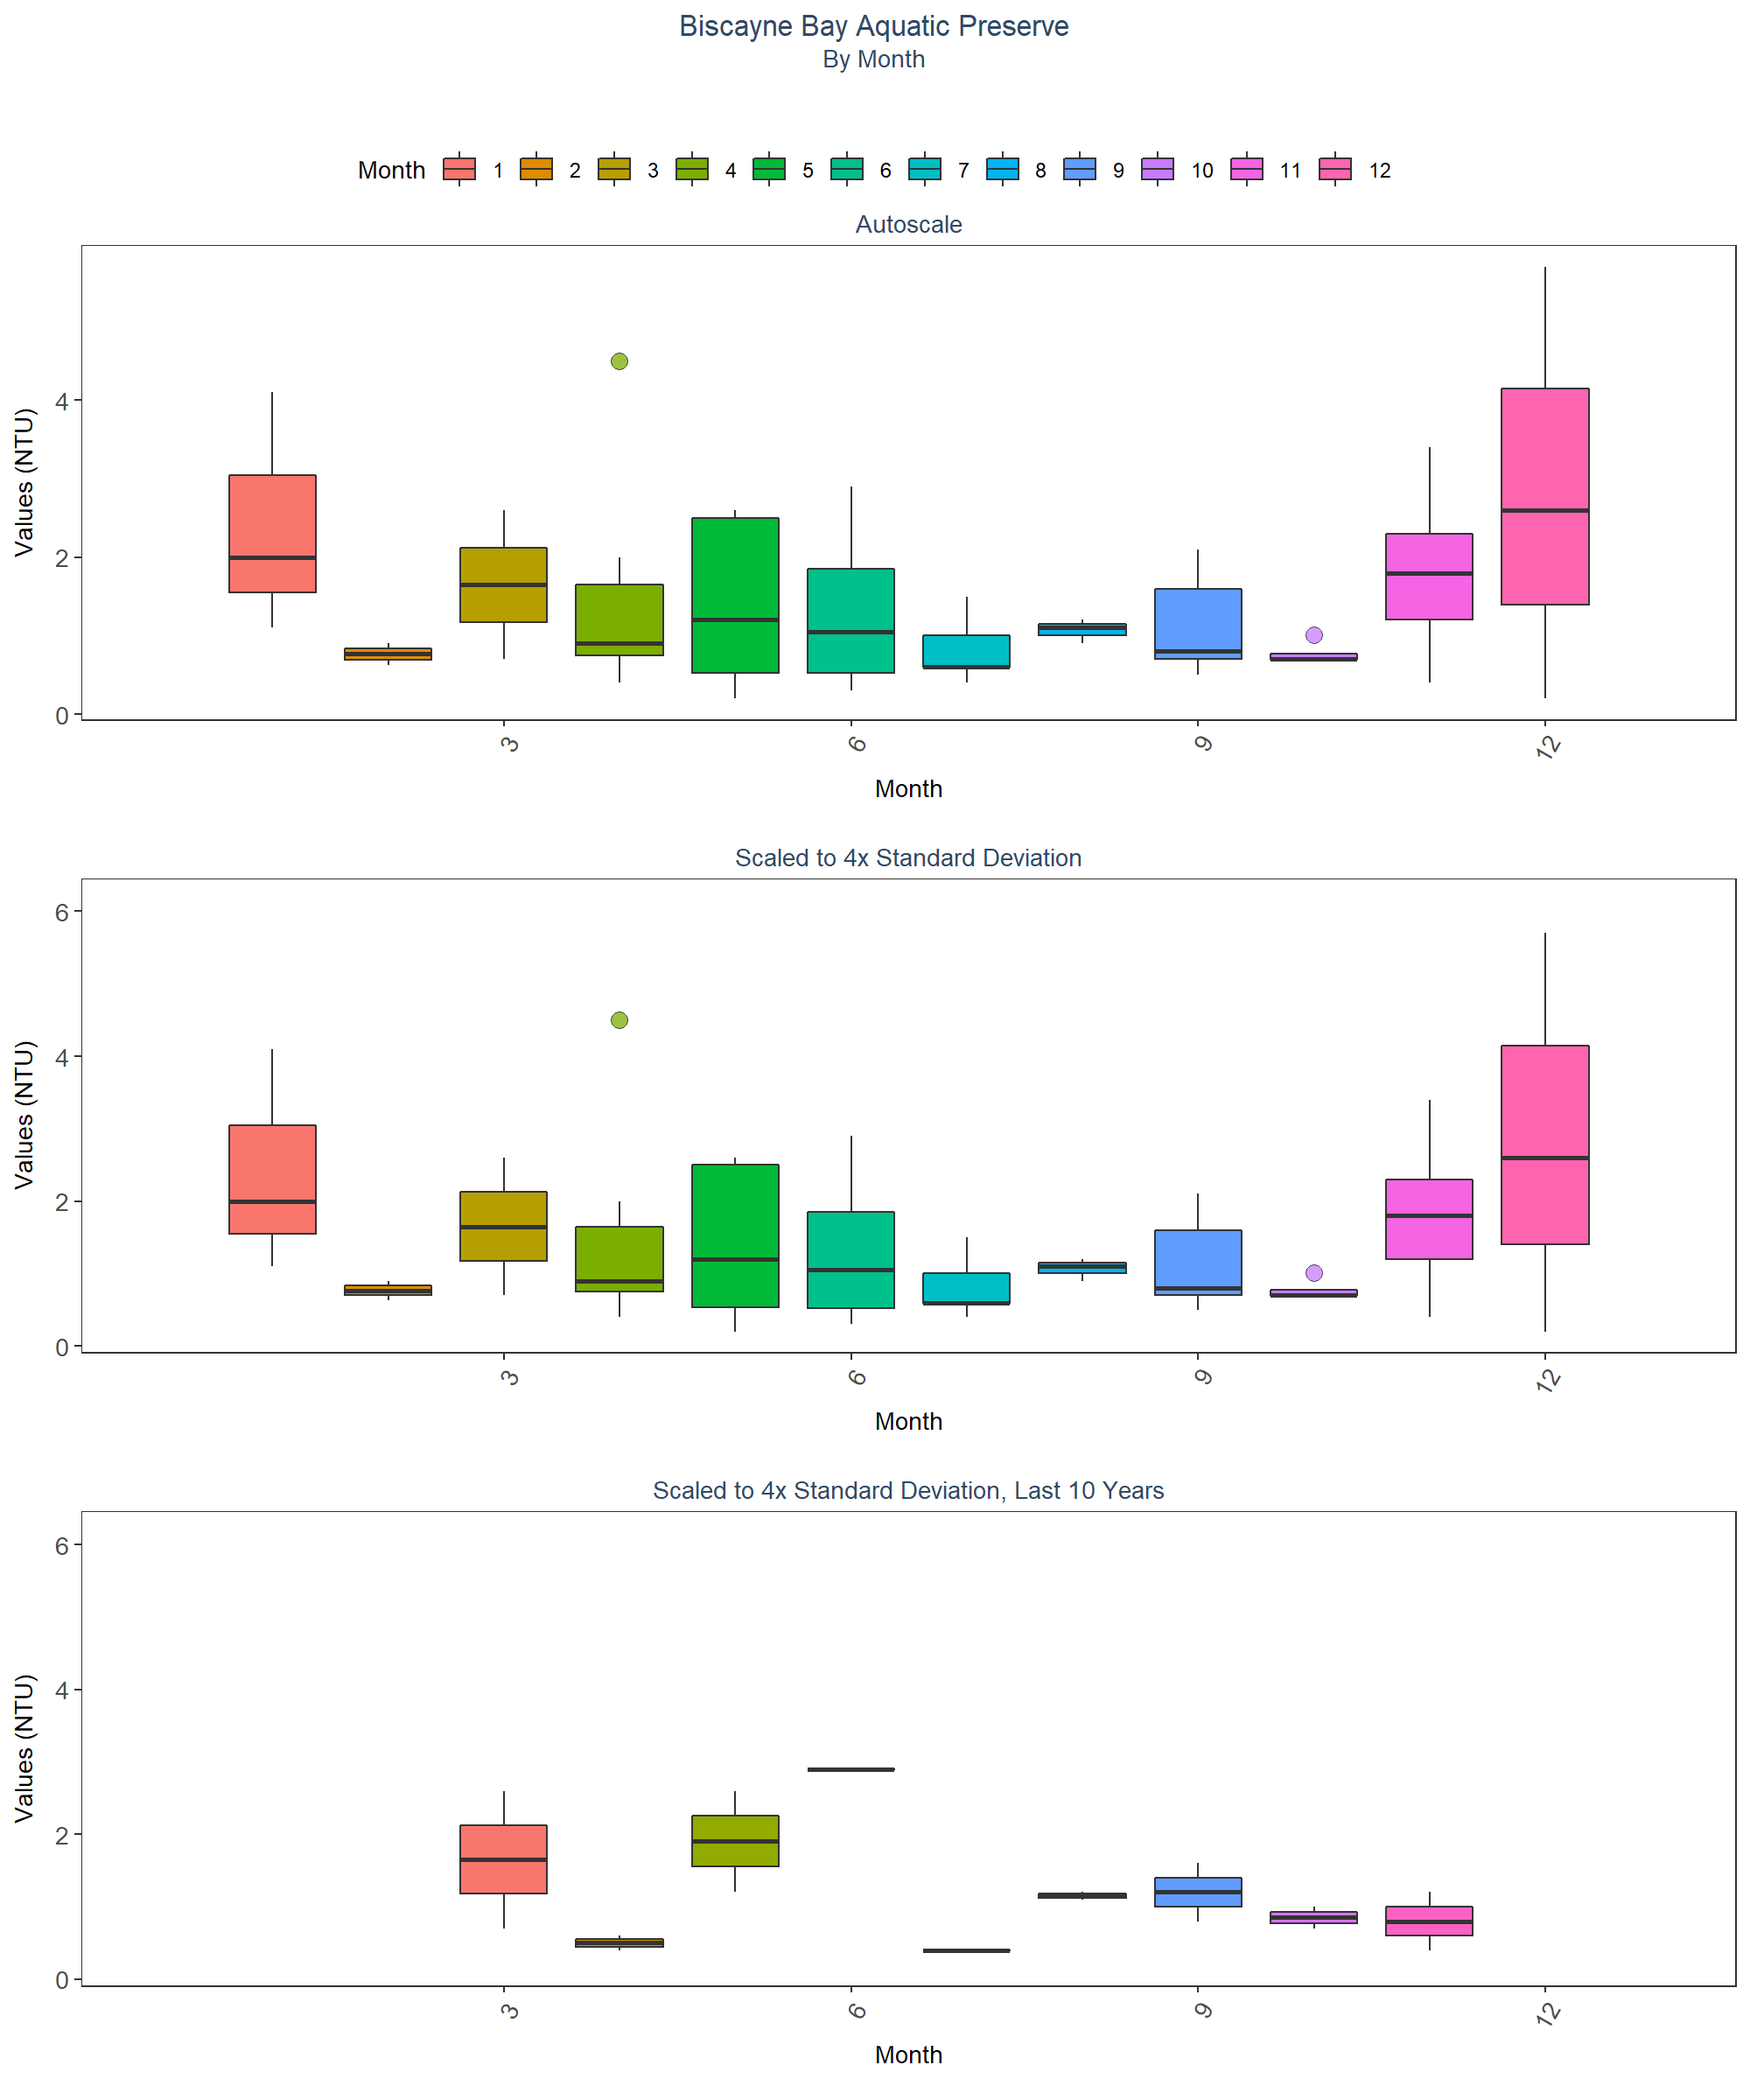 Biscayne Bay Aquatic Preserve
By Month
Month 1 2 3 4 5 6 7 8 9 10 11 12
Autoscale
Values (NTU)
4
2
0
3 6 9 12
Month
Scaled to 4x Standard Deviation
Values (NTU)
6
4
2
0
3 6 9 12
Month
Scaled to 4x Standard Deviation, Last 10 Years
Values (NTU)
6
4
2
0
3 6 9 12
Month